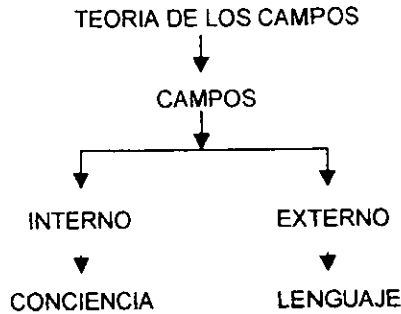 TEORIA DE LOS CAMPOS
CAMPOS
INTERNO EXTERNO
CONCIENCIA LENGUAJE